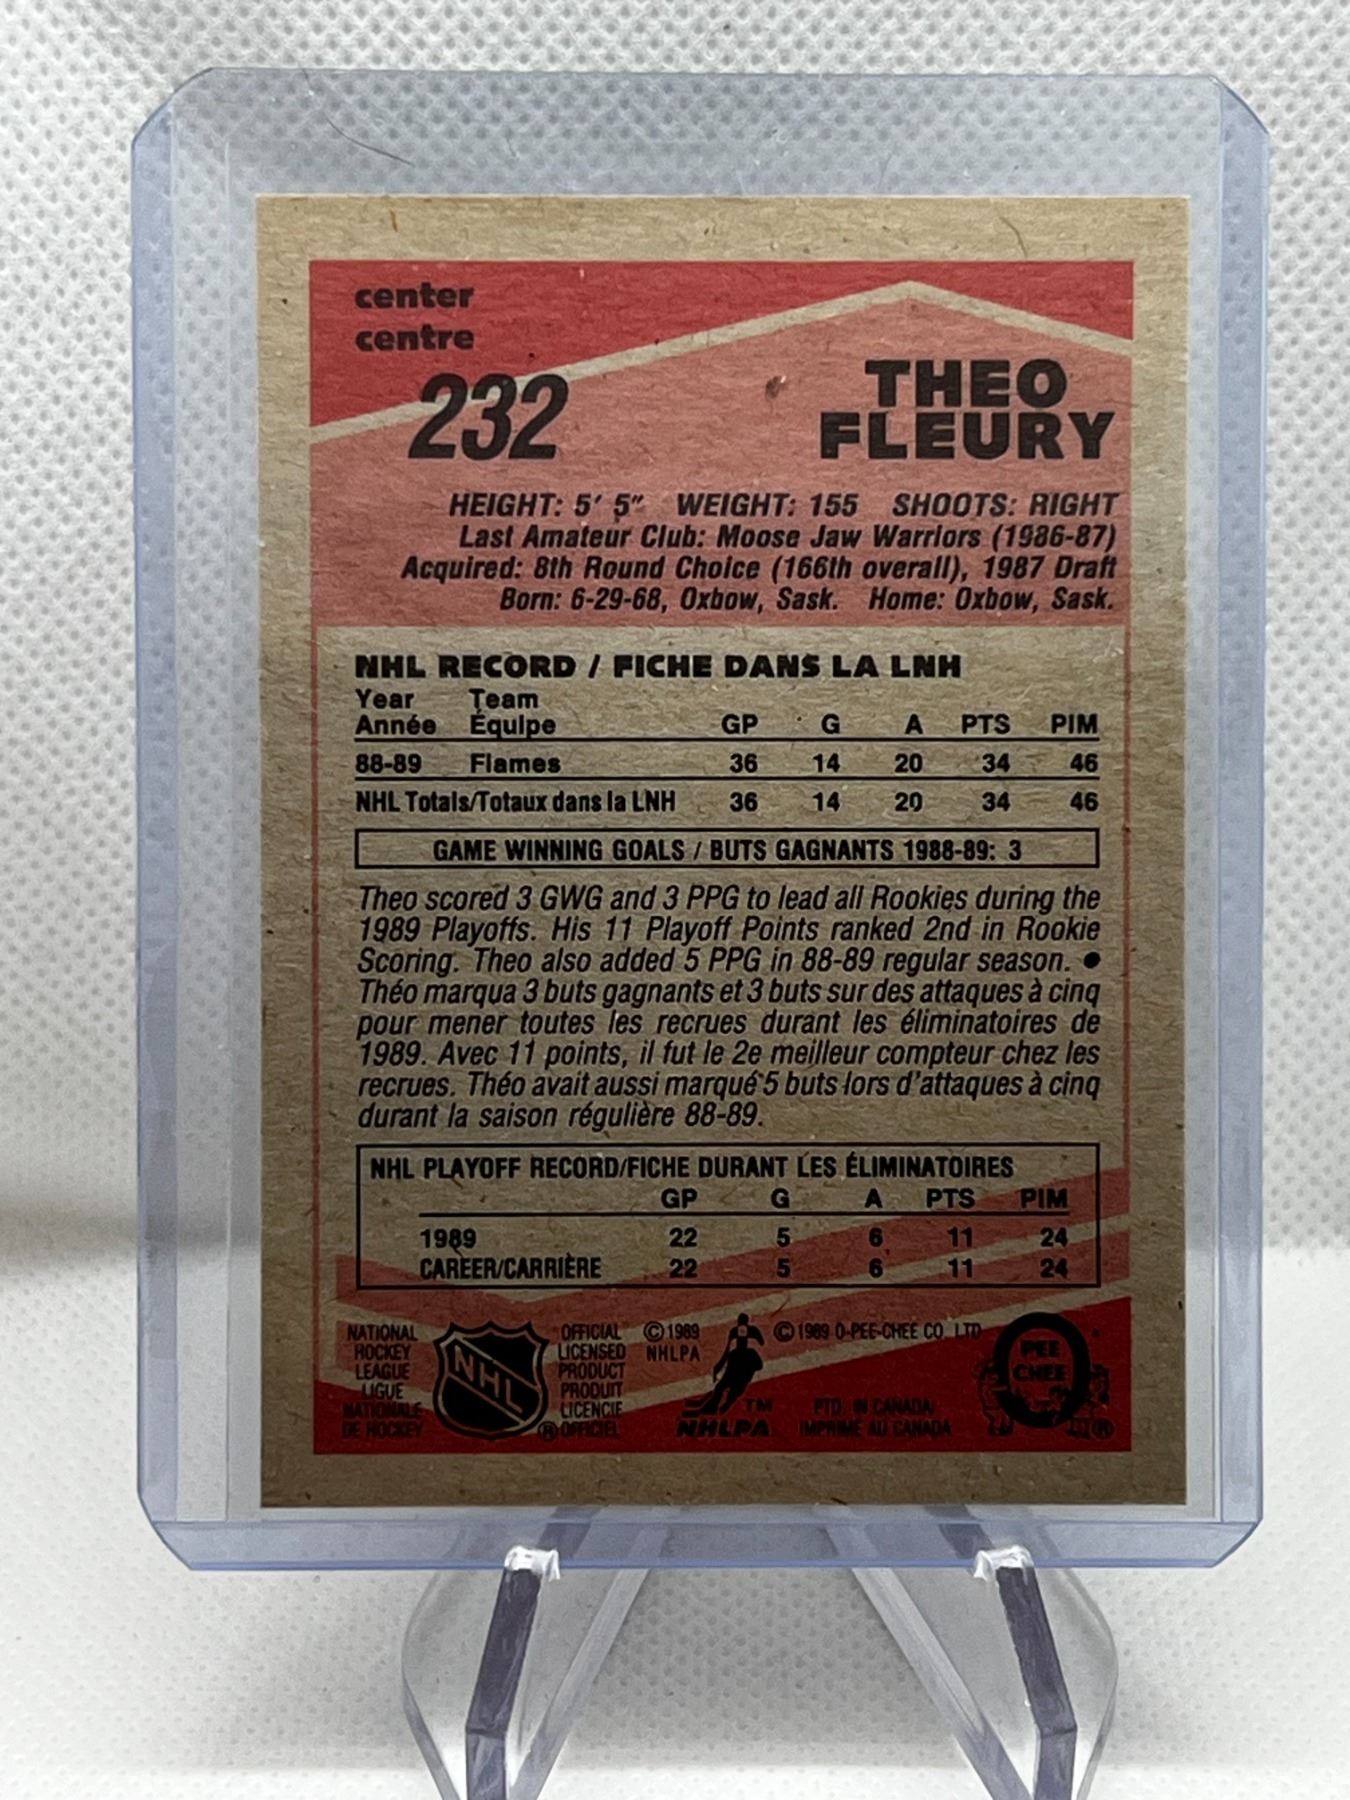 center
centre
232
THEO
FLEURY
HEIGHT: 5' 5" WEIGHT: 155 SHOOTS: RIGHT
Last Amateur Club: Moose Jaw Warriors (1986-87)
Acquired: 8th Round Choice (166th overall), 1987 Draft
Born: 6-29-68, Oxbow, Sask. Home: Oxbow, Sask.
NHL RECORD / FICHE DANS LA LNH
Year Team
Année Équipe GP G A PTS PIM
88-89 Flames 36 14 20 34 46
NHL Totals/Totaux dans la LNH 36 14 20 34 46
GAME WINNING GOALS / BUTS GAGNANTS 1988-89: 3
Theo scored 3 GWG and 3 PPG to lead all Rookies during the
1989 Playoffs. His 11 Playoff Points ranked 2nd in Rookie
Scoring. Theo also added 5 PPG in 88-89 regular season. ●
Théo marqua 3 buts gagnants et 3 buts sur des attaques à cinq
pour mener toutes les recrues durant les éliminatoires de
1989. Avec 11 points, il fut le 2e meilleur compteur chez les
recrues. Théo avait aussi marqué 5 buts lors d'attaques à cinq
durant la saison régulière 88-89.
NHL PLAYOFF RECORD/FICHE DURANT LES ÉLIMINATOIRES
GP G A PTS PIM
1989 22 5 6 11 24
CAREER/CARRIÈRE 22 5 6 11 24
NATIONAL
HOCKEY
LEAGUE
LIGUE
NATIONALE
DE HOCKEY
NHL
®
OFFICIAL
LICENSED
PRODUCT
PRODUIT
LICENCIE
OFFICIEL
© 1989
NHLPA
TM
NHLPA
© 1989 O-PEE-CHEE CO. LTD
PTD. IN CANADA
IMPRIMÉ AU CANADA
O
PEE
CHEE
®